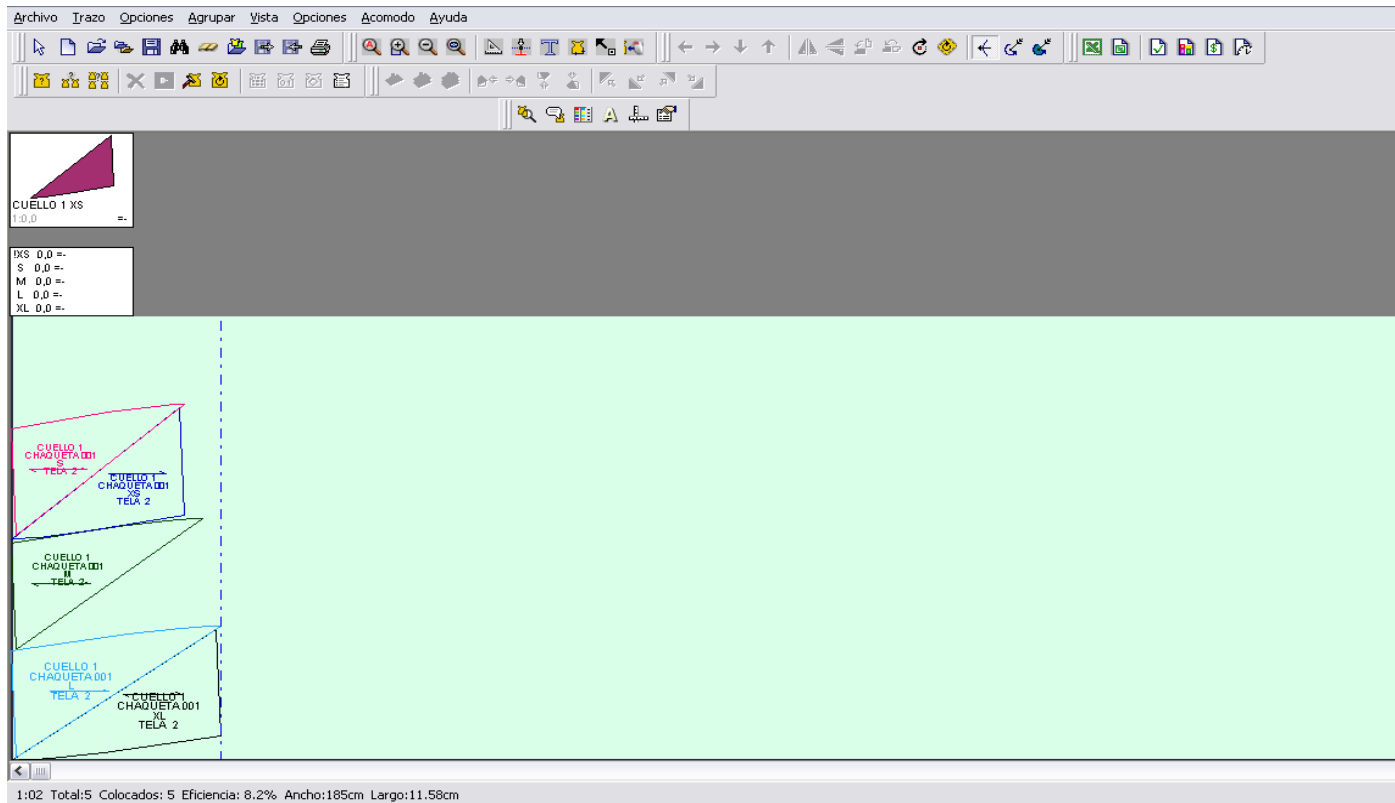 Archivo Trazo Opciones Agrupar Vista Opciones Acomodo Ayuda
CUELLO 1 XS
1:0,0 =-
!XS 0,0 =-
S 0,0 =-
M 0,0 =-
L 0,0 =-
XL 0,0 =-
CUELLO 1
CHAQUETA 001
S
TELA 2
CUELLO 1
CHAQUETA 001
XS
TELA 2
CUELLO 1
CHAQUETA 001
M
TELA 2
CUELLO 1
CHAQUETA 001
L
TELA 2
CUELLO 1
CHAQUETA 001
XL
TELA 2
1:02 Total:5 Colocados: 5 Eficiencia: 8.2% Ancho:185cm Largo:11.58cm